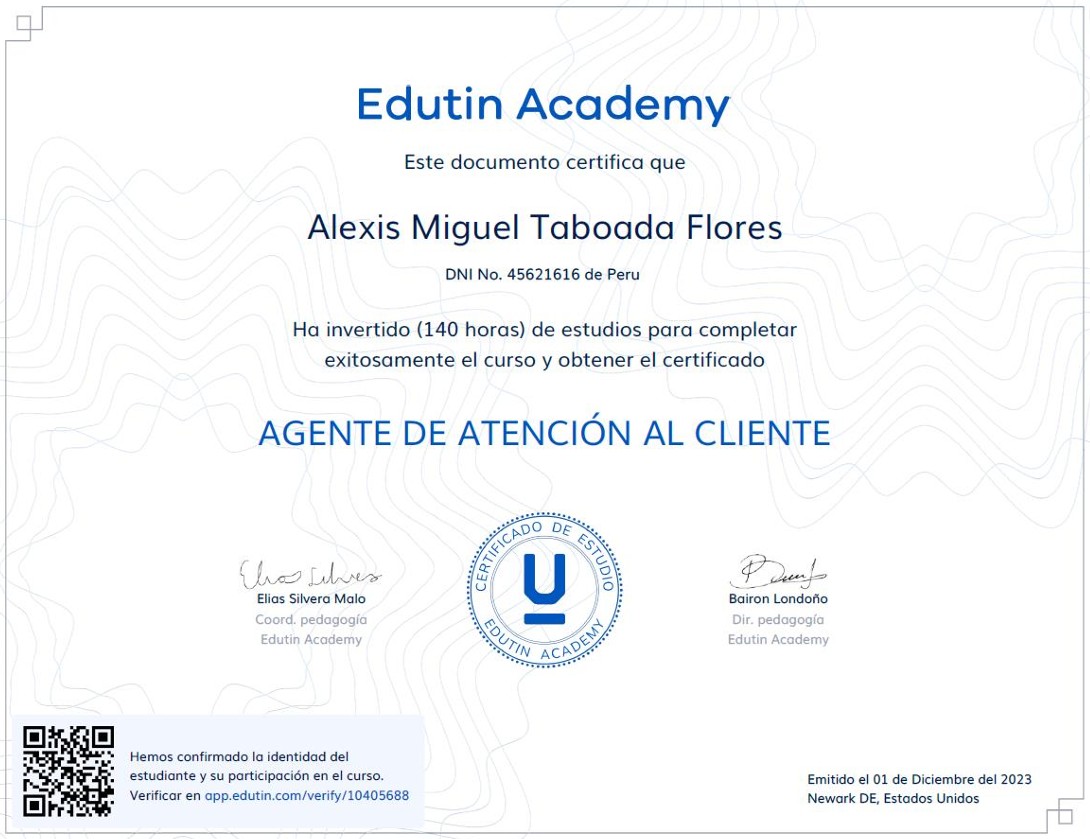 Edutin Academy
Este documento certifica que
Alexis Miguel Taboada Flores
DNI No. 45621616 de Peru
Ha invertido (140 horas) de estudios para completar
exitosamente el curso y obtener el certificado
AGENTE DE ATENCIÓN AL CLIENTE
CERTIFICADO DE ESTUDIO
EDUTIN ACADEMY
Elias Silvera Malo
Coord. pedagogía
Edutin Academy
Bairon Londoño
Dir. pedagogía
Edutin Academy
Hemos confirmado la identidad del
estudiante y su participación en el curso.
Verificar en app.edutin.com/verify/10405688
Emitido el 01 de Diciembre del 2023
Newark DE, Estados Unidos